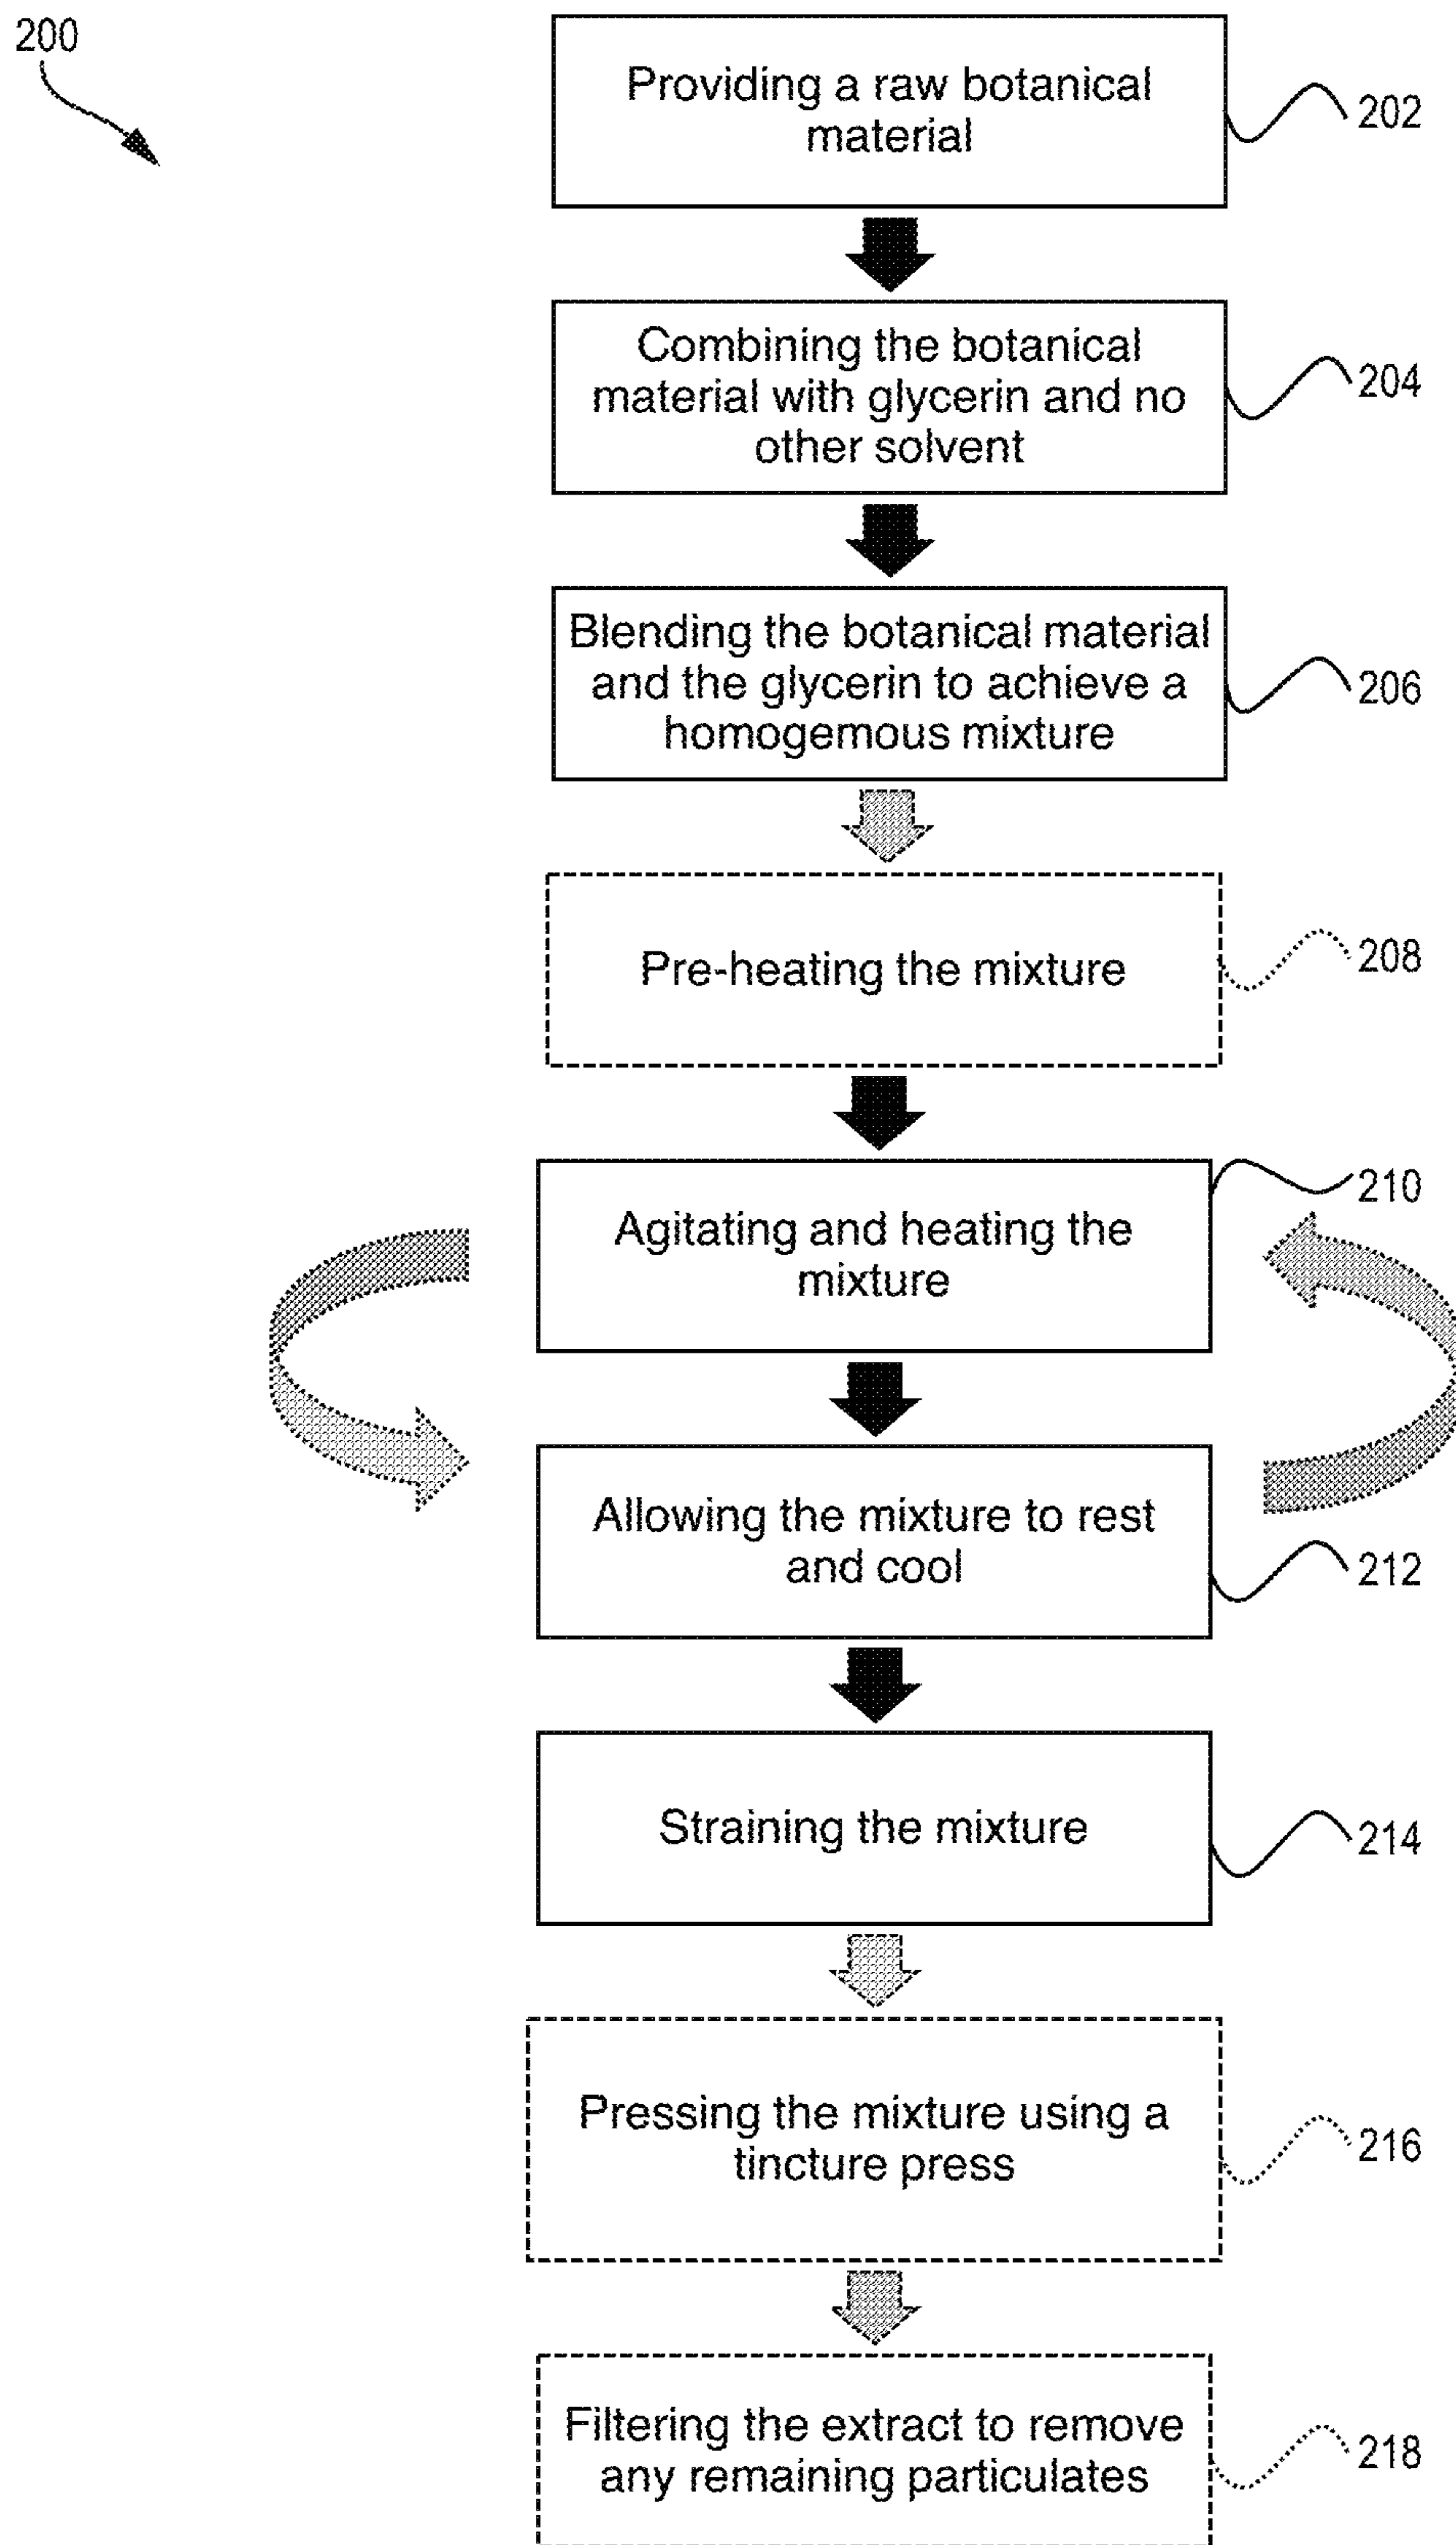 200
Providing a raw botanical
material
202
Combining the botanical
material with glycerin and no
other solvent
204
Blending the botanical material
and the glycerin to achieve a
homogemous mixture
206
Pre-heating the mixture
208
Agitating and heating the
mixture
210
Allowing the mixture to rest
and cool
212
Straining the mixture
214
Pressing the mixture using a
tincture press
216
Filtering the extract to remove
any remaining particulates
218